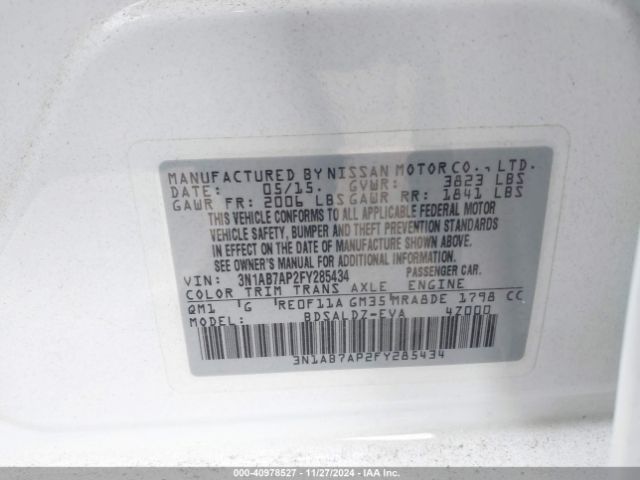 MANUFACTURED BY NISSAN MOTOR CO., LTD.
DATE: 05/15. GVWR: 3823 LBS
GAWR FR: 2006 LBS GAWR RR: 1841 LBS
THIS VEHICLE CONFORMS TO ALL APPLICABLE FEDERAL MOTOR
VEHICLE SAFETY, BUMPER AND THEFT PREVENTION STANDARDS
IN EFFECT ON THE DATE OF MANUFACTURE SHOWN ABOVE.
SEE OWNER'S MANUAL FOR ADDITIONAL INFORMATION.
VIN: 3N1AB7AP2FY285434 PASSENGER CAR.
COLOR TRIM TRANS AXLE ENGINE
QM1 G RE0F11A GM35 MRA8DE 1798 CC
MODEL: BDSALDZ-EVA 4Z000
3N1AB7AP2FY285434
00-40978527 - 11/27/2024 - IAA Inc.